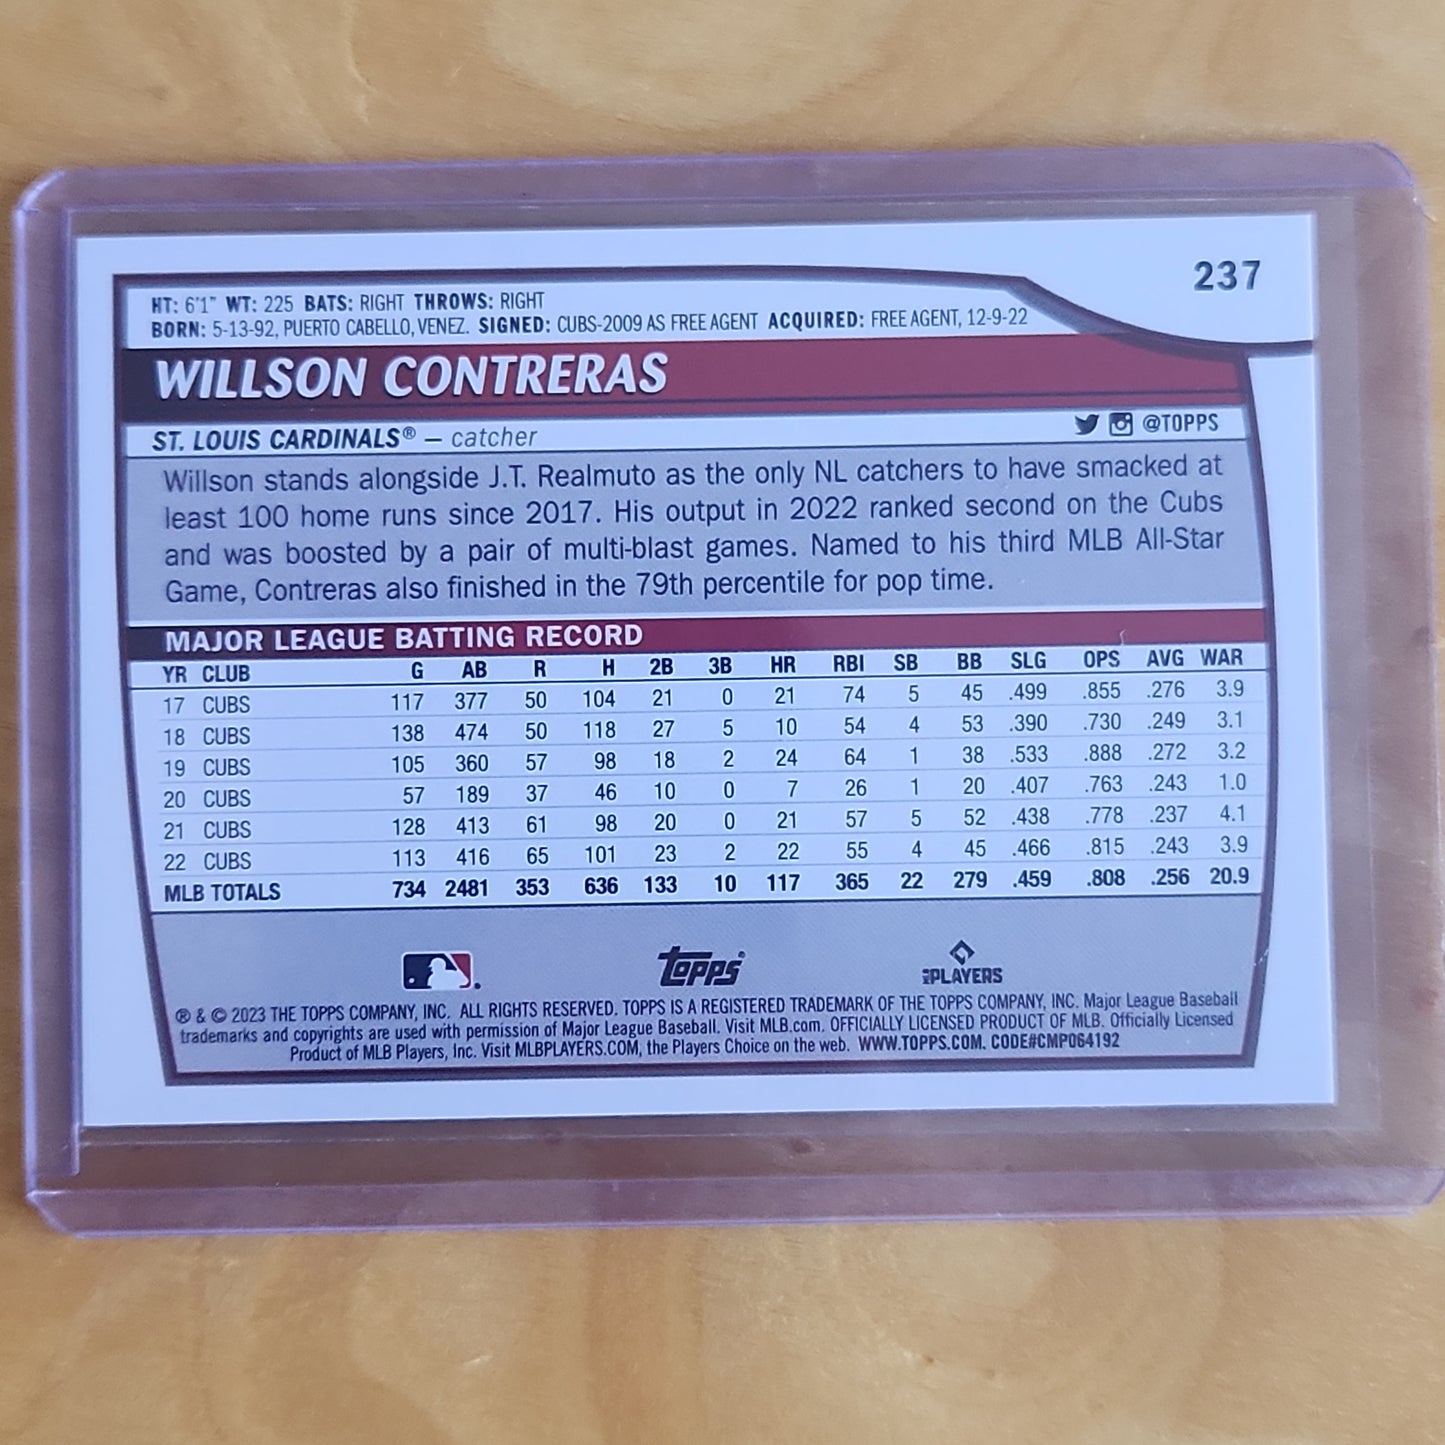 237
HT: 6'1" WT: 225 BATS: RIGHT THROWS: RIGHT
BORN: 5-13-92, PUERTO CABELLO, VENEZ. SIGNED: CUBS-2009 AS FREE AGENT ACQUIRED: FREE AGENT, 12-9-22
WILLSON CONTRERAS
ST. LOUIS CARDINALS® – catcher @TOPPS
Willson stands alongside J.T. Realmuto as the only NL catchers to have smacked at
least 100 home runs since 2017. His output in 2022 ranked second on the Cubs
and was boosted by a pair of multi-blast games. Named to his third MLB All-Star
Game, Contreras also finished in the 79th percentile for pop time.
MAJOR LEAGUE BATTING RECORD
YR CLUB G AB R H 2B 3B HR RBI SB BB SLG OPS AVG WAR
17 CUBS 117 377 50 104 21 0 21 74 5 45 .499 .855 .276 3.9
18 CUBS 138 474 50 118 27 5 10 54 4 53 .390 .730 .249 3.1
19 CUBS 105 360 57 98 18 2 24 64 1 38 .533 .888 .272 3.2
20 CUBS 57 189 37 46 10 0 7 26 1 20 .407 .763 .243 1.0
21 CUBS 128 413 61 98 20 0 21 57 5 52 .438 .778 .237 4.1
22 CUBS 113 416 65 101 23 2 22 55 4 45 .466 .815 .243 3.9
MLB TOTALS 734 2481 353 636 133 10 117 365 22 279 .459 .808 .256 20.9
Topps® MLB PLAYERS
® & © 2023 THE TOPPS COMPANY, INC. ALL RIGHTS RESERVED. TOPPS IS A REGISTERED TRADEMARK OF THE TOPPS COMPANY, INC. Major League Baseball
trademarks and copyrights are used with permission of Major League Baseball. Visit MLB.com. OFFICIALLY LICENSED PRODUCT OF MLB. Officially Licensed
Product of MLB Players, Inc. Visit MLBPLAYERS.COM, the Players Choice on the web. WWW.TOPPS.COM. CODE#CMP064192